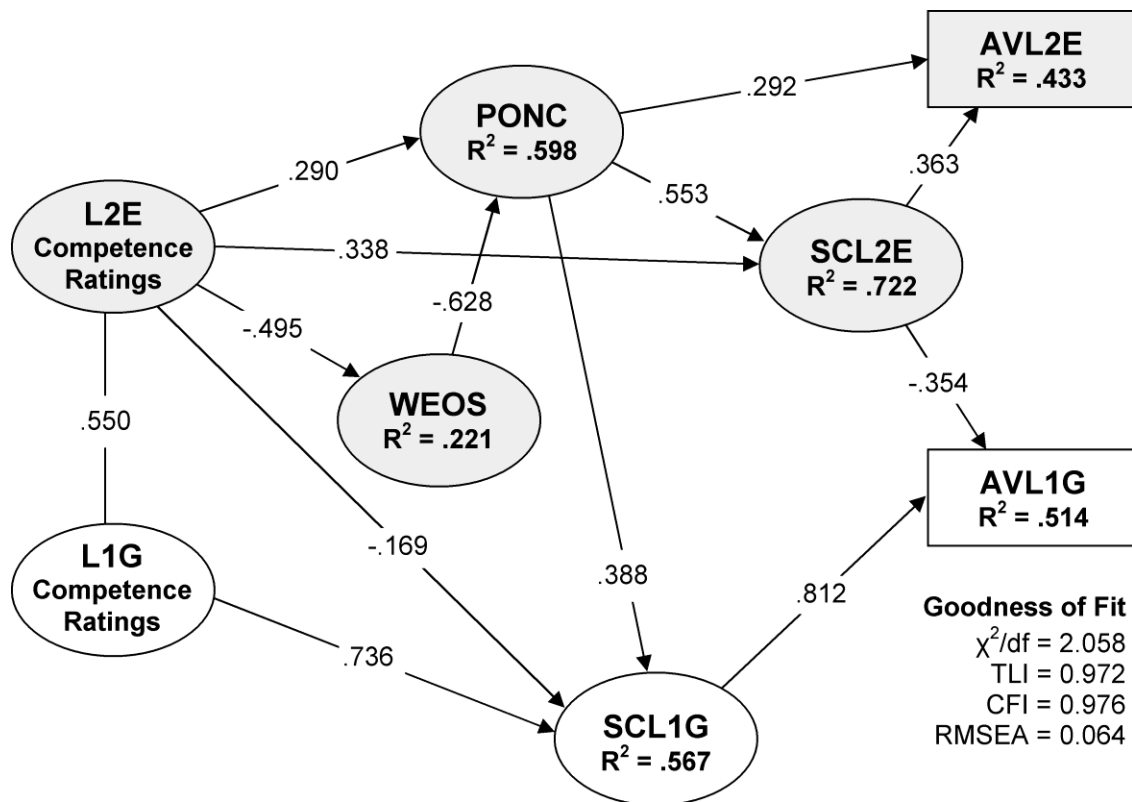 AVL2E
R² = .433
.292
PONC
R² = .598
.363
.290
.553
L2E
Competence
Ratings
.338
SCL2E
R² = .722
-.628
-.495
WEOS
R² = .221
-.354
.550
AVL1G
R² = .514
-.169
L1G
Competence
Ratings
.388
.812
.736
SCL1G
R² = .567
Goodness of Fit
χ²/df = 2.058
TLI = 0.972
CFI = 0.976
RMSEA = 0.064